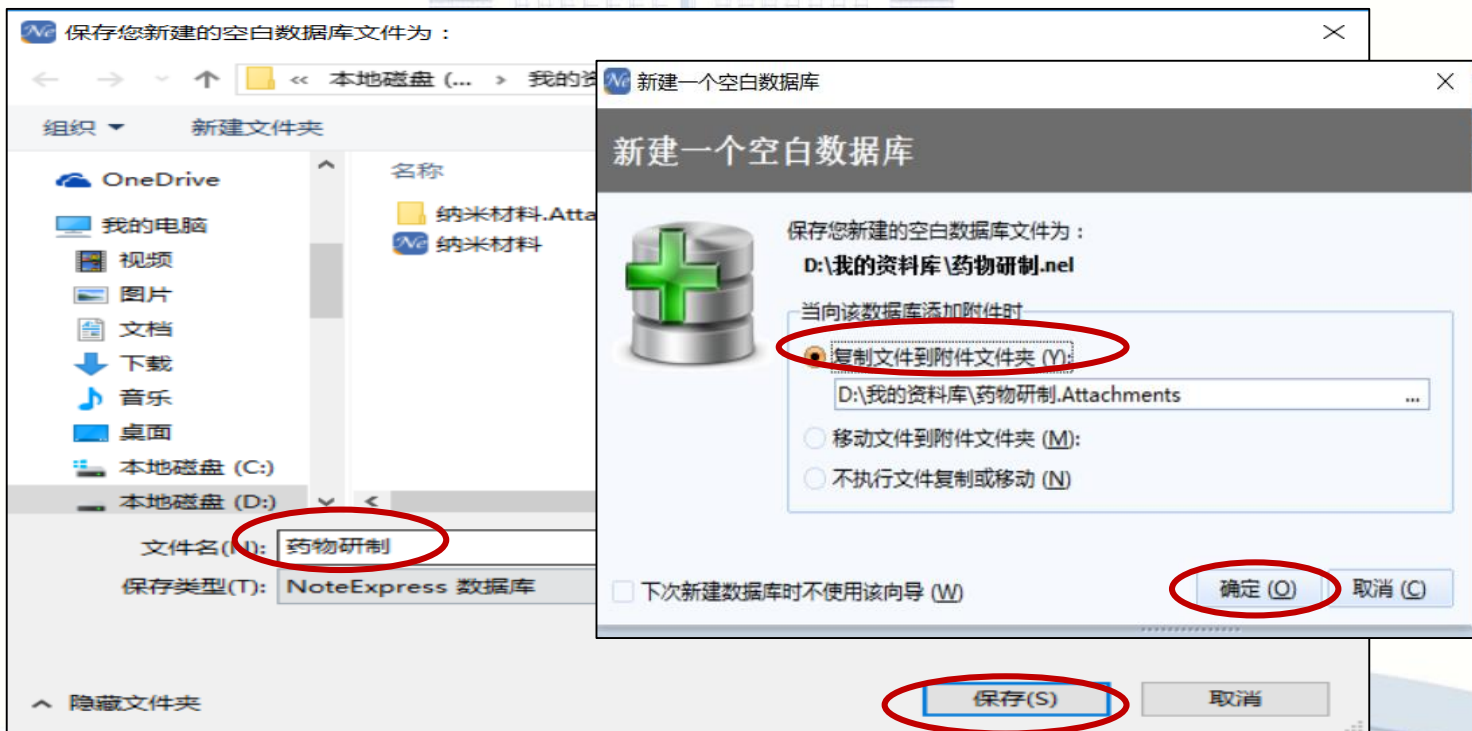 Ne 保存您新建的空白数据库文件为：
« 本地磁盘 (... › 我的资
组织 新建文件夹
OneDrive
我的电脑
视频
图片
文档
下载
音乐
桌面
本地磁盘 (C:)
本地磁盘 (D:)
名称
纳米材料.Atta
Ne 纳米材料
文件名(N): 药物研制
保存类型(T): NoteExpress 数据库
隐藏文件夹
保存(S) 取消
Ne 新建一个空白数据库
新建一个空白数据库
保存您新建的空白数据库文件为：
D:\我的资料库\药物研制.nel
当向该数据库添加附件时
复制文件到附件文件夹 (Y):
D:\我的资料库\药物研制.Attachments ...
移动文件到附件文件夹 (M):
不执行文件复制或移动 (N)
下次新建数据库时不使用该向导 (W)
确定 (O) 取消 (C)